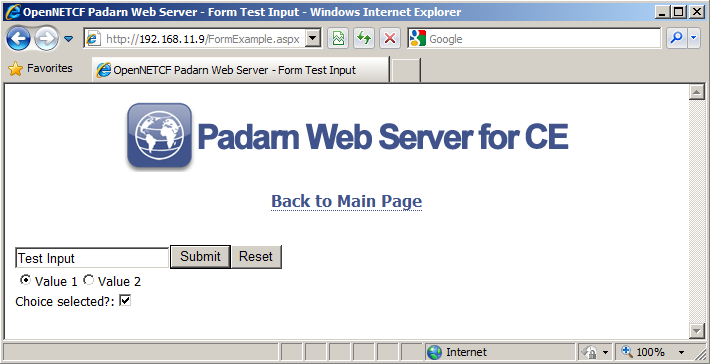 OpenNETCF Padarn Web Server - Form Test Input - Windows Internet Explorer
http://192.168.11.9/FormExample.aspx
Google
Favorites
OpenNETCF Padarn Web Server - Form Test Input
Padarn Web Server for CE
Back to Main Page
Test Input Submit Reset
Value 1 Value 2
Choice selected?:
Internet 100%